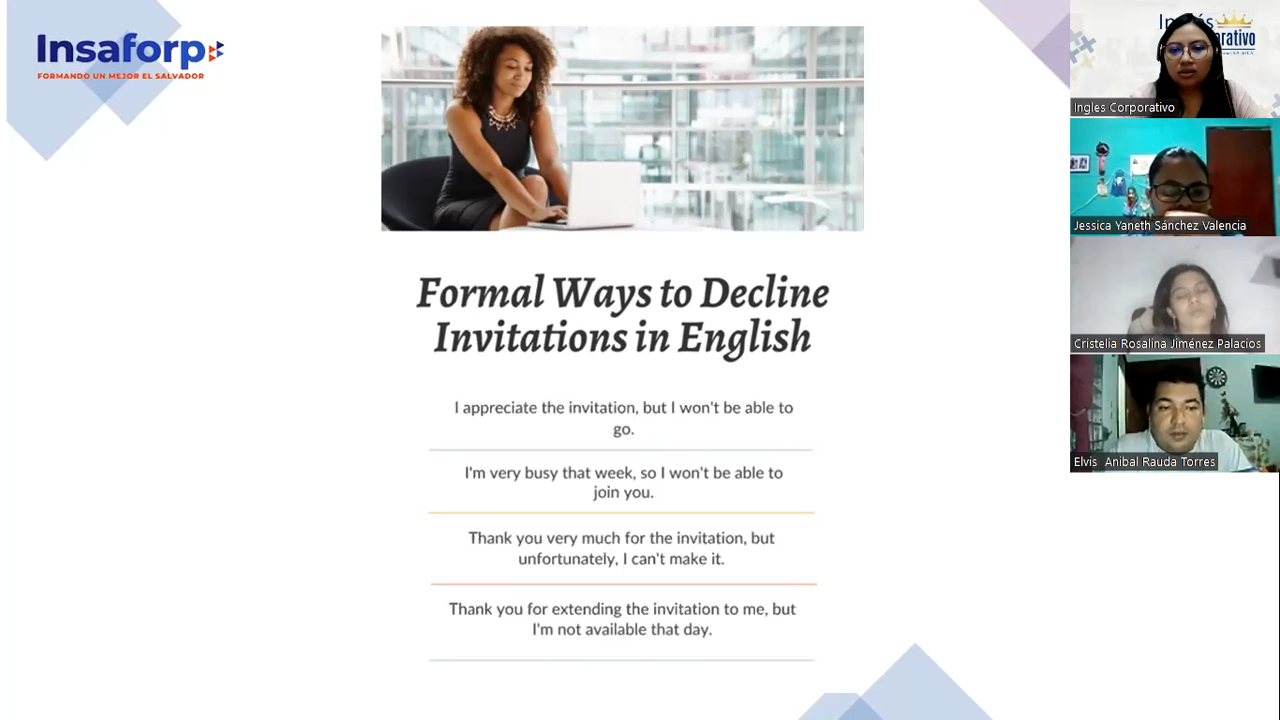 Insaforp
FORMANDO UN MEJOR EL SALVADOR
Formal Ways to Decline
Invitations in English
I appreciate the invitation, but I won't be able to
go.
I'm very busy that week, so I won't be able to
join you.
Thank you very much for the invitation, but
unfortunately, I can't make it.
Thank you for extending the invitation to me, but
I'm not available that day.
Ingles Corporativo
Jessica Yaneth Sánchez Valencia
Cristelia Rosalina Jiménez Palacios
Elvis Anibal Rauda Torres